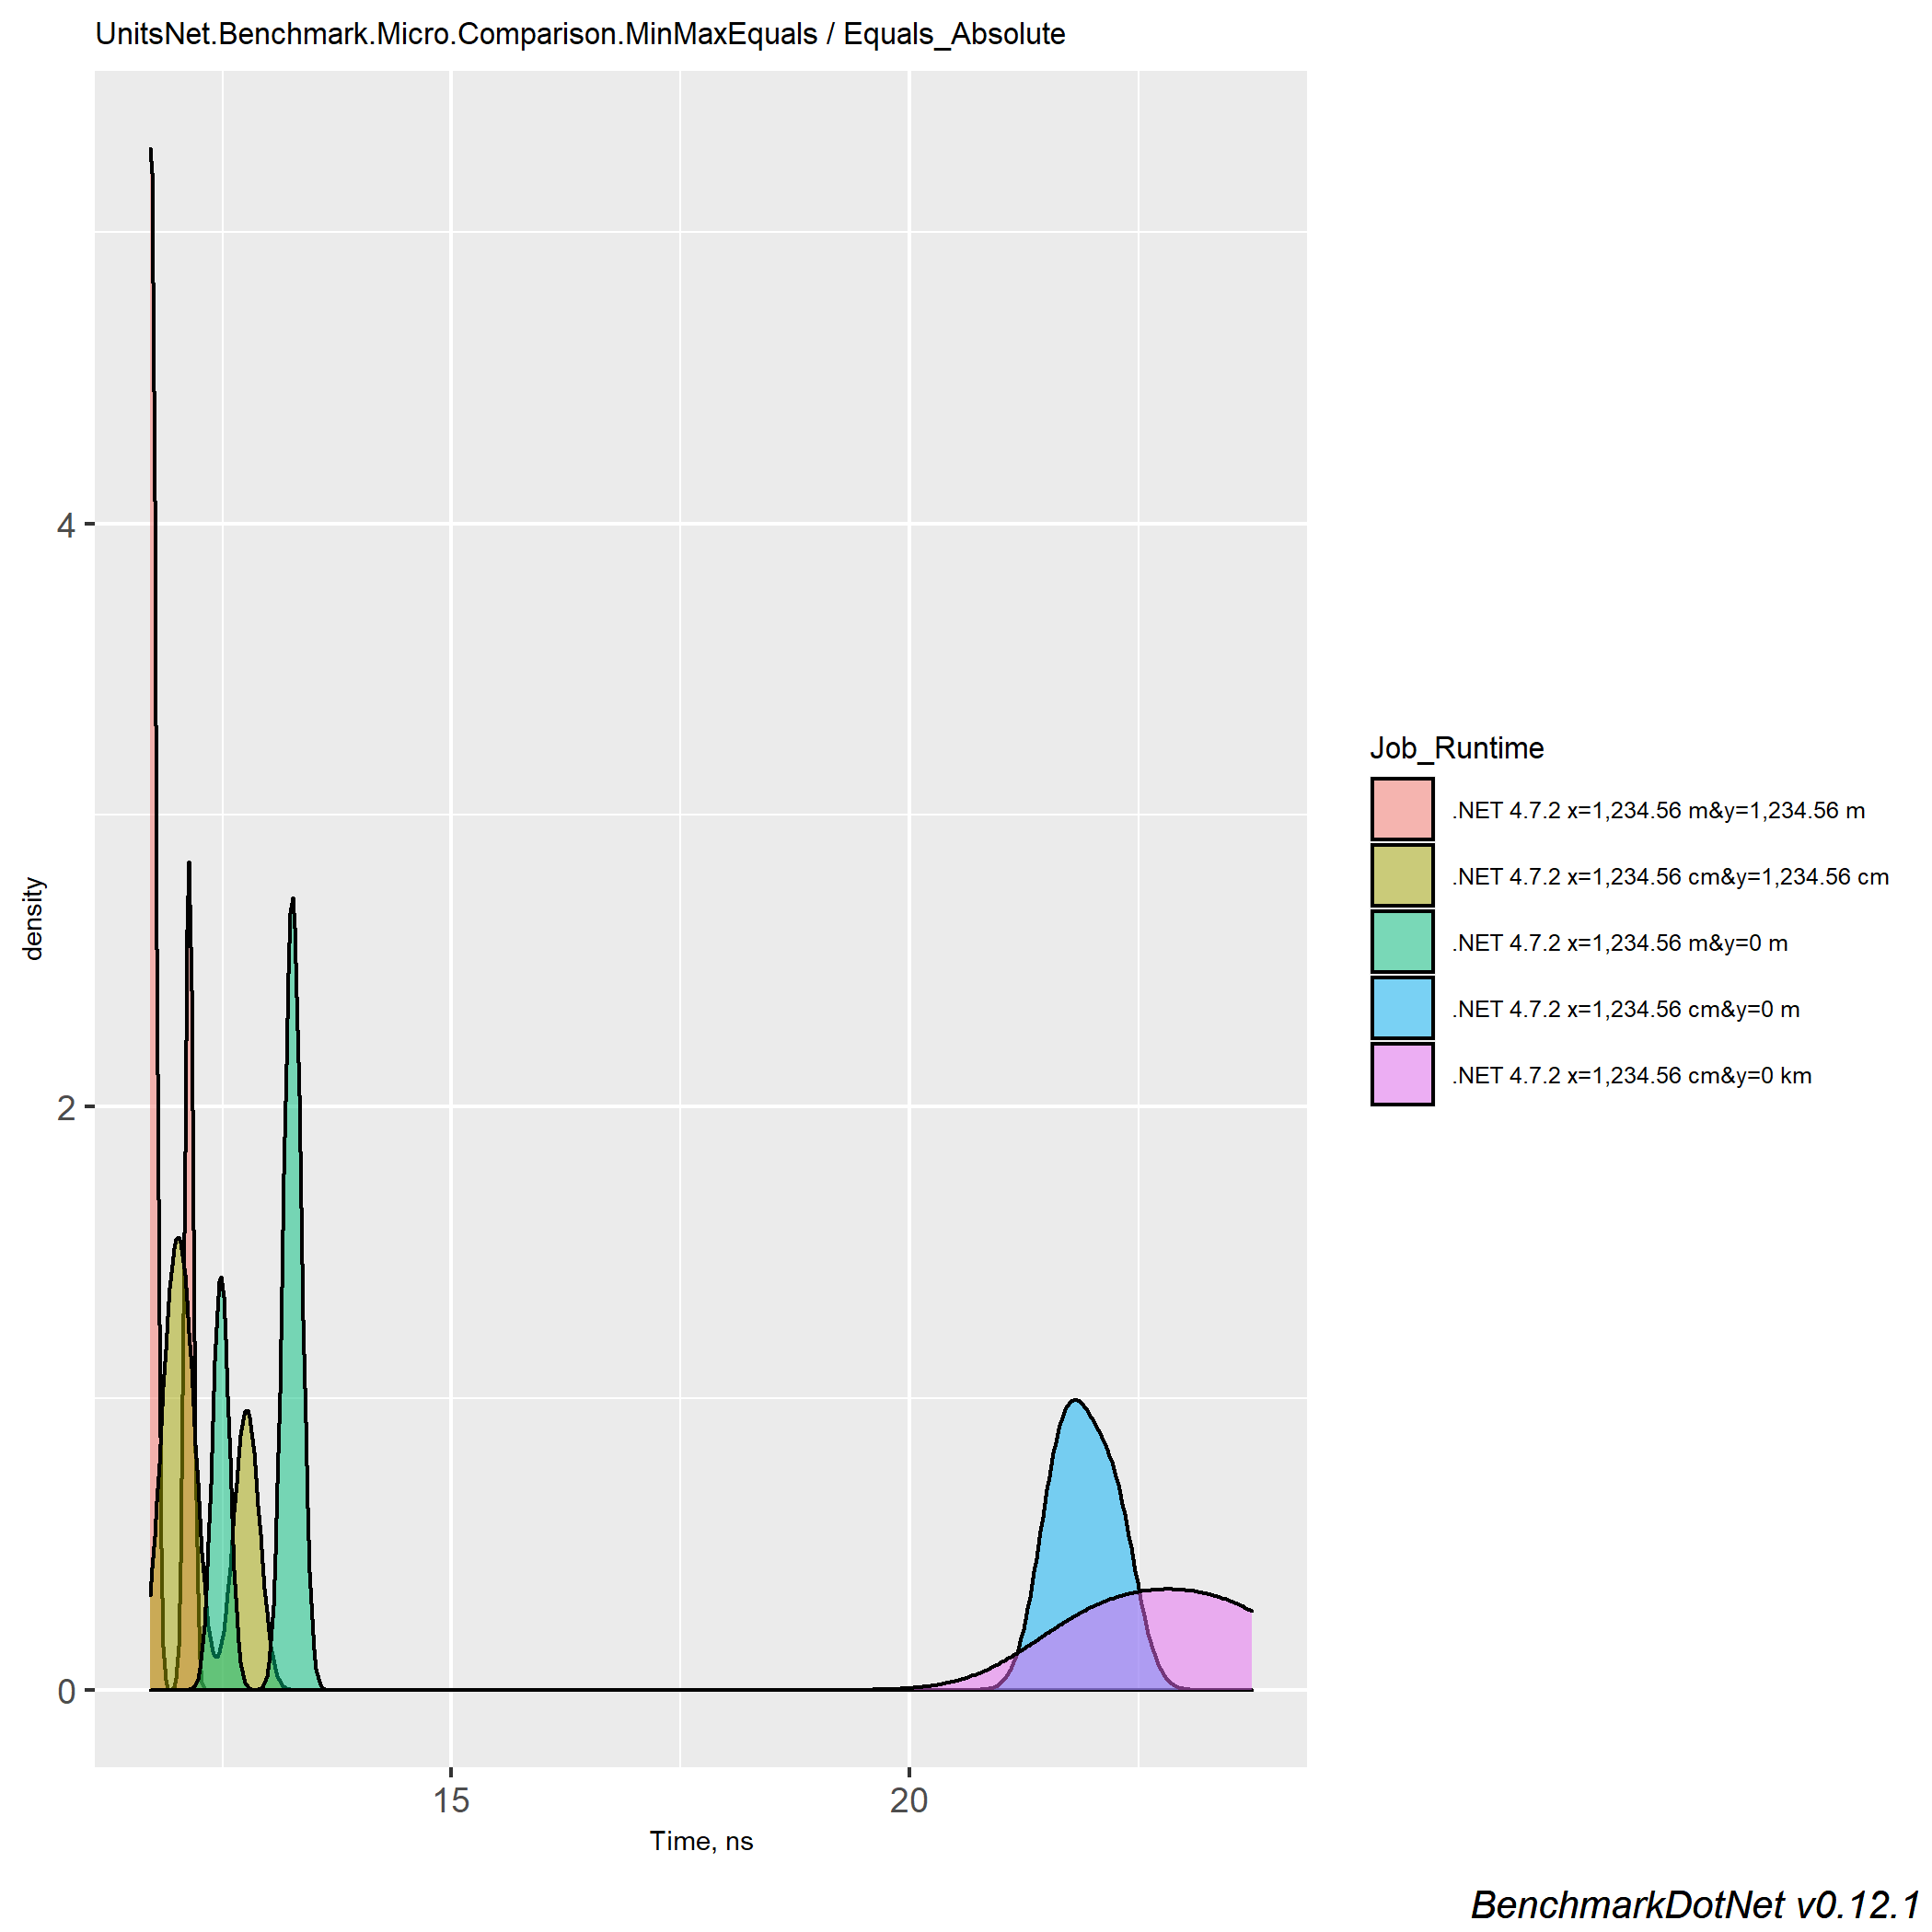 UnitsNet.Benchmark.Micro.Comparison.MinMaxEquals / Equals_Absolute
4
2
0
density
15
20
Time, ns
Job_Runtime
.NET 4.7.2 x=1,234.56 m&y=1,234.56 m
.NET 4.7.2 x=1,234.56 cm&y=1,234.56 cm
.NET 4.7.2 x=1,234.56 m&y=0 m
.NET 4.7.2 x=1,234.56 cm&y=0 m
.NET 4.7.2 x=1,234.56 cm&y=0 km
BenchmarkDotNet v0.12.1